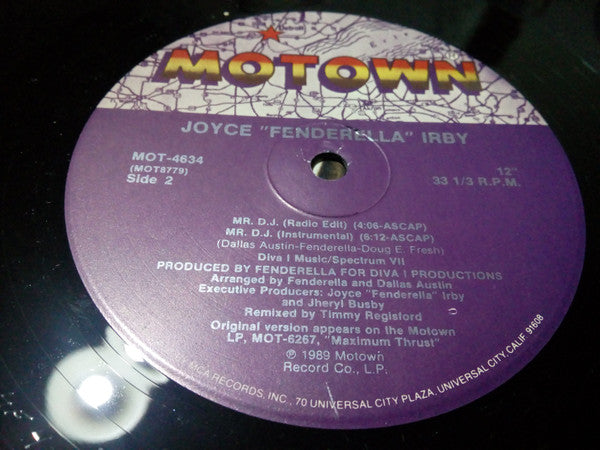 Detroit
MOTOWN
JOYCE "FENDERELLA" IRBY
MOT-4634
(MOT8779)
Side 2
12"
33 1/3 R.P.M.
MR. D.J. (Radio Edit) (4:06-ASCAP)
MR. D.J. (Instrumental) (6:12-ASCAP)
(Dallas Austin-Fenderella-Doug E. Fresh)
Diva I Music/Spectrum VII
PRODUCED BY FENDERELLA FOR DIVA I PRODUCTIONS
Arranged by Fenderella and Dallas Austin
Executive Producers: Joyce "Fenderella" Irby
and Jheryl Busby
Remixed by Timmy Regisford
Original version appears on the Motown
LP, MOT-6267, "Maximum Thrust"
℗ 1989 Motown
Record Co., L.P.
MCA RECORDS, INC., 70 UNIVERSAL CITY PLAZA, UNIVERSAL CITY, CALIF. 91608